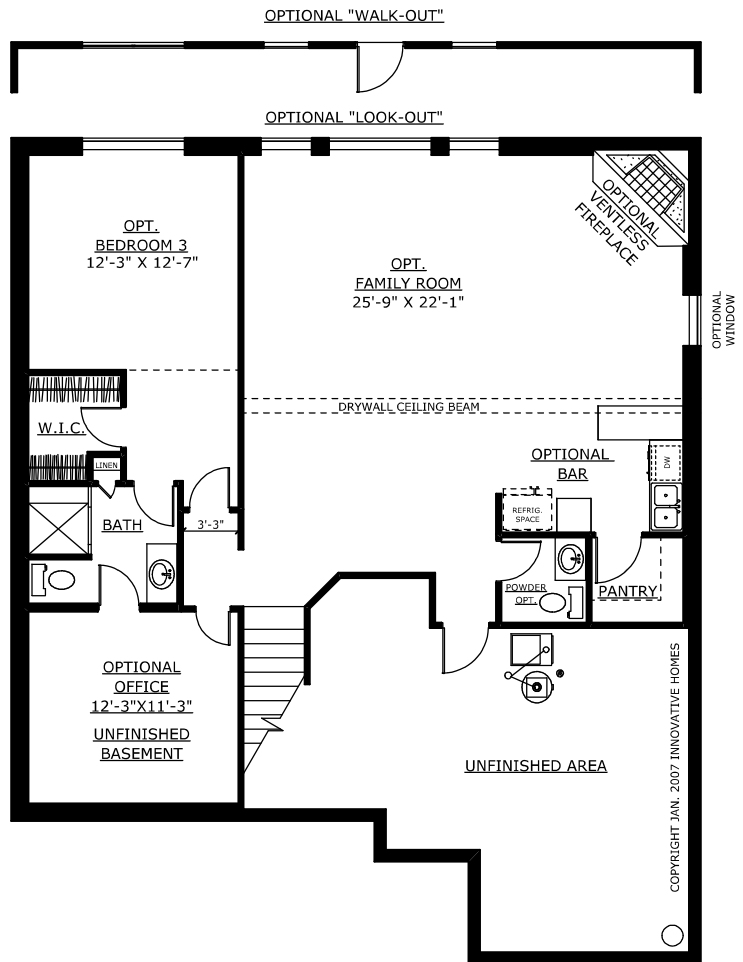 OPTIONAL "WALK-OUT"
OPTIONAL "LOOK-OUT"
OPT.
BEDROOM 3
12'-3" X 12'-7"
OPT.
FAMILY ROOM
25'-9" X 22'-1"
OPTIONAL
VENTLESS
FIREPLACE
OPTIONAL
WINDOW
DRYWALL CEILING BEAM
W.I.C.
LINEN
OPTIONAL
BAR
DW
REFRIG.
SPACE
BATH
3'-3"
POWDER
OPT.
PANTRY
OPTIONAL
OFFICE
12'-3"X11'-3"
UNFINISHED
BASEMENT
UNFINISHED AREA
COPYRIGHT JAN. 2007 INNOVATIVE HOMES